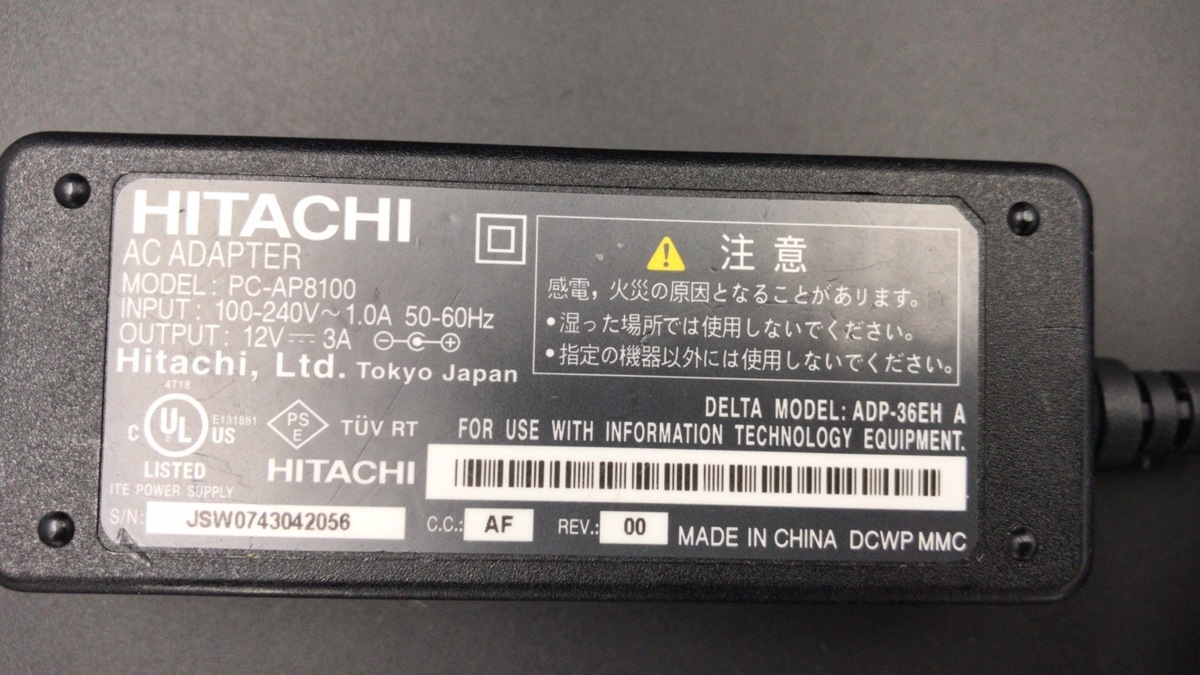 HITACHI
AC ADAPTER
MODEL : PC-AP8100
INPUT : 100-240V～1.0A 50-60Hz
OUTPUT : 12V⎓3A
Hitachi, Ltd. Tokyo Japan
注意
感電，火災の原因となることがあります。
•湿った場所では使用しないでください。
•指定の機器以外には使用しないでください。
4T18
C UL US E131881
LISTED
ITE POWER SUPPLY
PS
E
TÜV RT
HITACHI
DELTA MODEL: ADP-36EH A
FOR USE WITH INFORMATION TECHNOLOGY EQUIPMENT.
S/N: JSW0743042056 C.C.: AF REV.: 00 MADE IN CHINA DCWP MMC